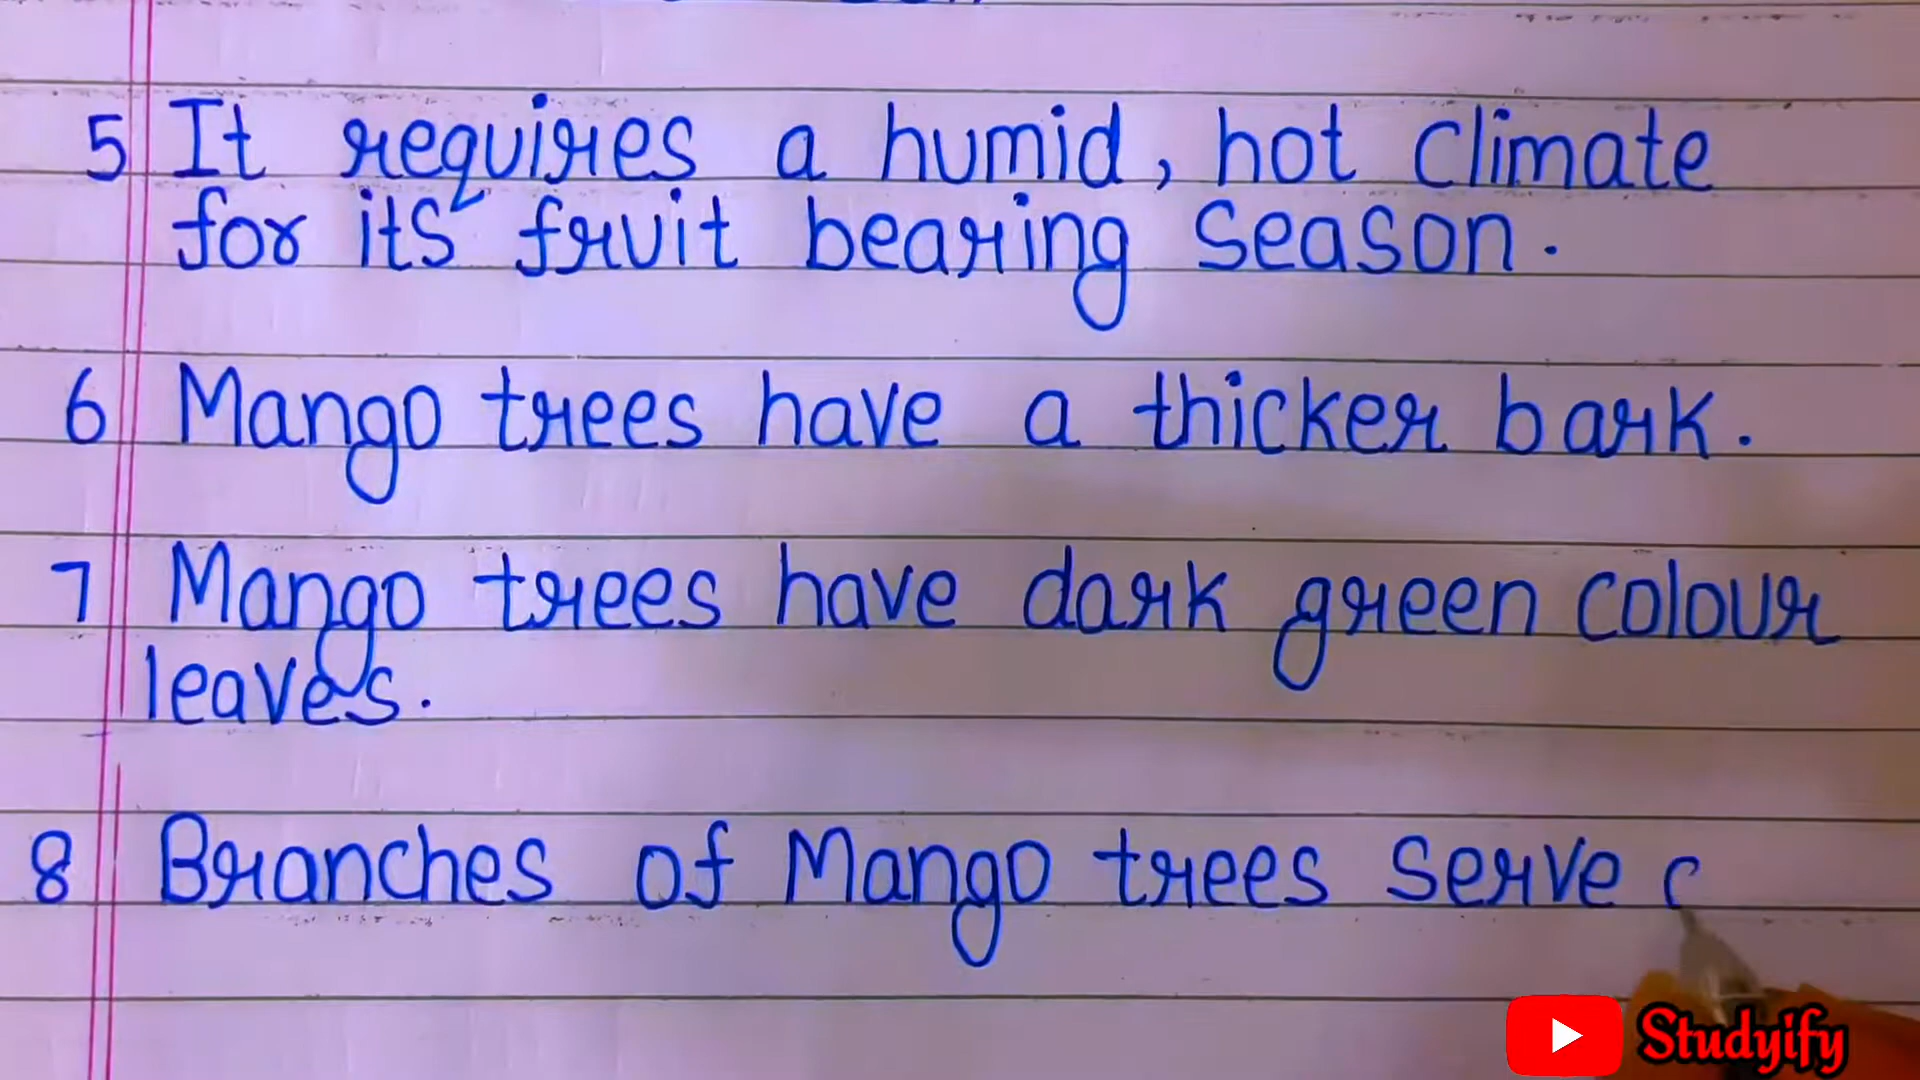 5 It requires a humid, hot climate
for its fruit bearing season.
6 Mango trees have a thicker bark.
7 Mango trees have dark green colour
leaves.
8 Branches of Mango trees serve
Studyify